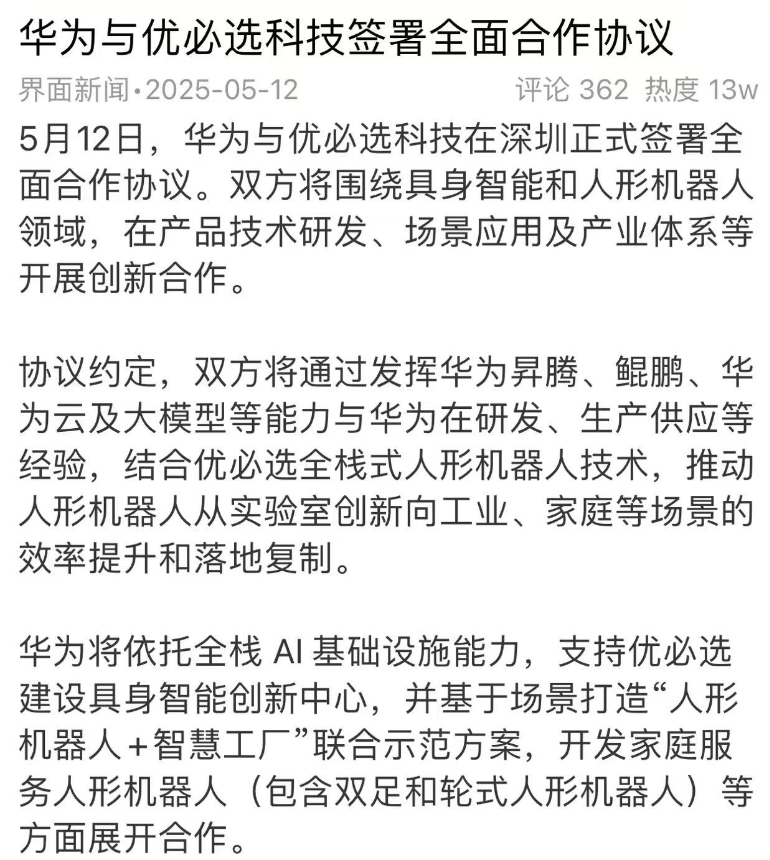 华为与优必选科技签署全面合作协议
界面新闻·2025-05-12 评论 362 热度 13w
5月12日，华为与优必选科技在深圳正式签署全
面合作协议。双方将围绕具身智能和人形机器人
领域，在产品技术研发、场景应用及产业体系等
开展创新合作。
协议约定，双方将通过发挥华为昇腾、鲲鹏、华
为云及大模型等能力与华为在研发、生产供应等
经验，结合优必选全栈式人形机器人技术，推动
人形机器人从实验室创新向工业、家庭等场景的
效率提升和落地复制。
华为将依托全栈 AI 基础设施能力，支持优必选
建设具身智能创新中心，并基于场景打造“人形
机器人+智慧工厂”联合示范方案，开发家庭服
务人形机器人（包含双足和轮式人形机器人）等
方面展开合作。